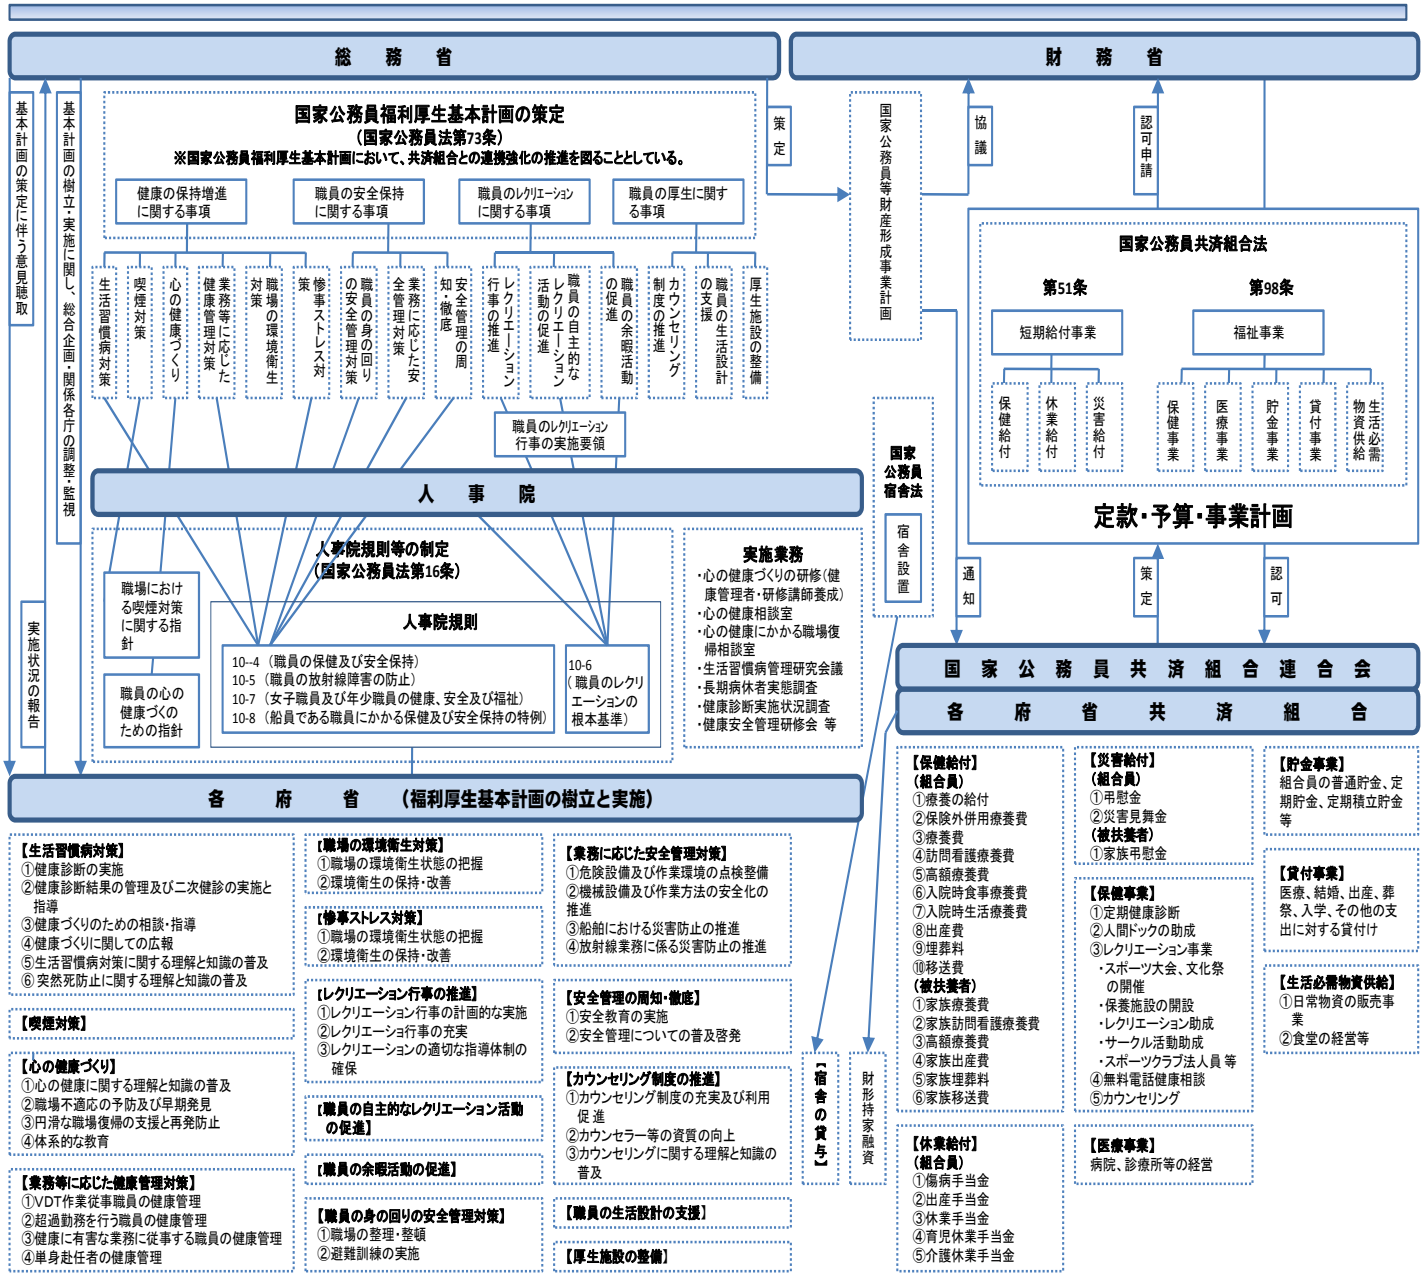 総務省
財務省
基本計画の策定に伴う意見聴取
基本計画の樹立・実施に関し、総合企画・関係各庁の調整・監視
実施状況の報告
国家公務員福利厚生基本計画の策定
（国家公務員法第73条）
※国家公務員福利厚生基本計画において、共済組合との連携強化の推進を図ることとしている。
健康の保持増進
に関する事項
職員の安全保持
に関する事項
職員のレクリエーション
に関する事項
職員の厚生に関す
る事項
生活習慣病対策
喫煙対策
心の健康づくり
業務等に応じた
健康管理対策
職場の環境衛生
対策
惨事ストレス対
策
職員の身の回り
の安全管理対策
業務に応じた安
全管理対策
安全管理の周
知・徹底
レクリエーション
行事の推進
職員の自主的な
レクリエーション
活動の促進
職員の余暇活動
の促進
カウンセリング
制度の推進
職員の生活設計
の支援
厚生施設の整備
職員のレクリエーション
行事の実施要領
策定
国家公務員等財産形成事業計画
協議
認可申請
国家公務員共済組合法
第51条
第98条
短期給付事業
福祉事業
保健給付
休業給付
災害給付
保健事業
医療事業
貯金事業
貸付事業
生活必需
物資供給
定款・予算・事業計画
国家
公務員
宿舎法
宿舎設置
通知
策定
認可
人事院
人事院規則等の制定
（国家公務員法第16条）
職場におけ
る喫煙対策
に関する指
針
職員の心の
健康づくの
ための指針
人事院規則
10--4 （職員の保健及び安全保持）
10-5 （職員の放射線障害の防止）
10-7 （女子職員及び年少職員の健康、安全及び福祉）
10-8 （船員である職員にかかる保健及び安全保持の特例）
10-6
（職員のレクリ
エーションの
根本基準）
実施業務
・心の健康づくりの研修（健
康管理者・研修講師養成）
・心の健康相談室
・心の健康にかかる職場復
帰相談室
・生活習慣病管理研究会議
・長期病休者実態調査
・健康診断実施状況調査
・健康安全管理研修会 等
国家公務員共済組合連合会
各府省共済組合
各府省 （福利厚生基本計画の樹立と実施）
【生活習慣病対策】
①健康診断の実施
②健康診断結果の管理及び二次健診の実施と
指導
③健康づくりのための相談・指導
④健康づくりに関しての広報
⑤生活習慣病対策に関する理解と知識の普及
⑥ 突然死防止に関する理解と知識の普及
【喫煙対策】
【心の健康づくり】
①心の健康に関する理解と知識の普及
②職場不適応の予防及び早期発見
③円滑な職場復帰の支援と再発防止
④体系的な教育
【業務等に応じた健康管理対策】
①VDT作業従事職員の健康管理
②超過勤務を行う職員の健康管理
③健康に有害な業務に従事する職員の健康管理
④単身赴任者の健康管理
【職場の環境衛生対策】
①職場の環境衛生状態の把握
②環境衛生の保持・改善
【惨事ストレス対策】
①職場の環境衛生状態の把握
②環境衛生の保持・改善
【レクリエーション行事の推進】
①レクリエーション行事の計画的な実施
②レクリエーショ行事の充実
③レクリエーションの適切な指導体制の
確保
【職員の自主的なレクリエーション活動
の促進】
【職員の余暇活動の促進】
【職員の身の回りの安全管理対策】
①職場の整理・整頓
②避難訓練の実施
【業務に応じた安全管理対策】
①危険設備及び作業環境の点検整備
②機械設備及び作業方法の安全化の
推進
③船舶における災害防止の推進
④放射線業務に係る災害防止の推進
【安全管理の周知・徹底】
①安全教育の実施
②安全管理についての普及啓発
【カウンセリング制度の推進】
①カウンセリング制度の充実及び利用
促 進
②カウンセラー等の資質の向上
③カウンセリングに関する理解と知識の
普及
【職員の生活設計の支援】
【厚生施設の整備】
【宿舎の貸与】
財形持家融資
【保健給付】
（組合員）
①療養の給付
②保険外併用療養費
③療養費
④訪問看護療養費
⑤高額療養費
⑥入院時食事療養費
⑦入院時生活療養費
⑧出産費
⑨埋葬料
⑩移送費
（被扶養者）
①家族療養費
②家族訪問看護療養費
③高額療養費
④家族出産費
⑤家族埋葬料
⑥家族移送費
【休業給付】
（組合員）
①傷病手当金
②出産手当金
③休業手当金
④育児休業手当金
⑤介護休業手当金
【災害給付】
（組合員）
①弔慰金
②災害見舞金
（被扶養者）
①家族弔慰金
【保健事業】
①定期健康診断
②人間ドックの助成
③レクリエーション事業
・スポーツ大会、文化祭
の開催
・保養施設の開設
・レクリエーション助成
・サークル活動助成
・スポーツクラブ法人員 等
④無料電話健康相談
⑤カウンセリング
【医療事業】
病院、診療所等の経営
【貯金事業】
組合員の普通貯金、定
期貯金、定期積立貯金
等
【貸付事業】
医療、結婚、出産、葬
祭、入学、その他の支
出に対する貸付け
【生活必需物資供給】
①日常物資の販売事
業
②食堂の経営等